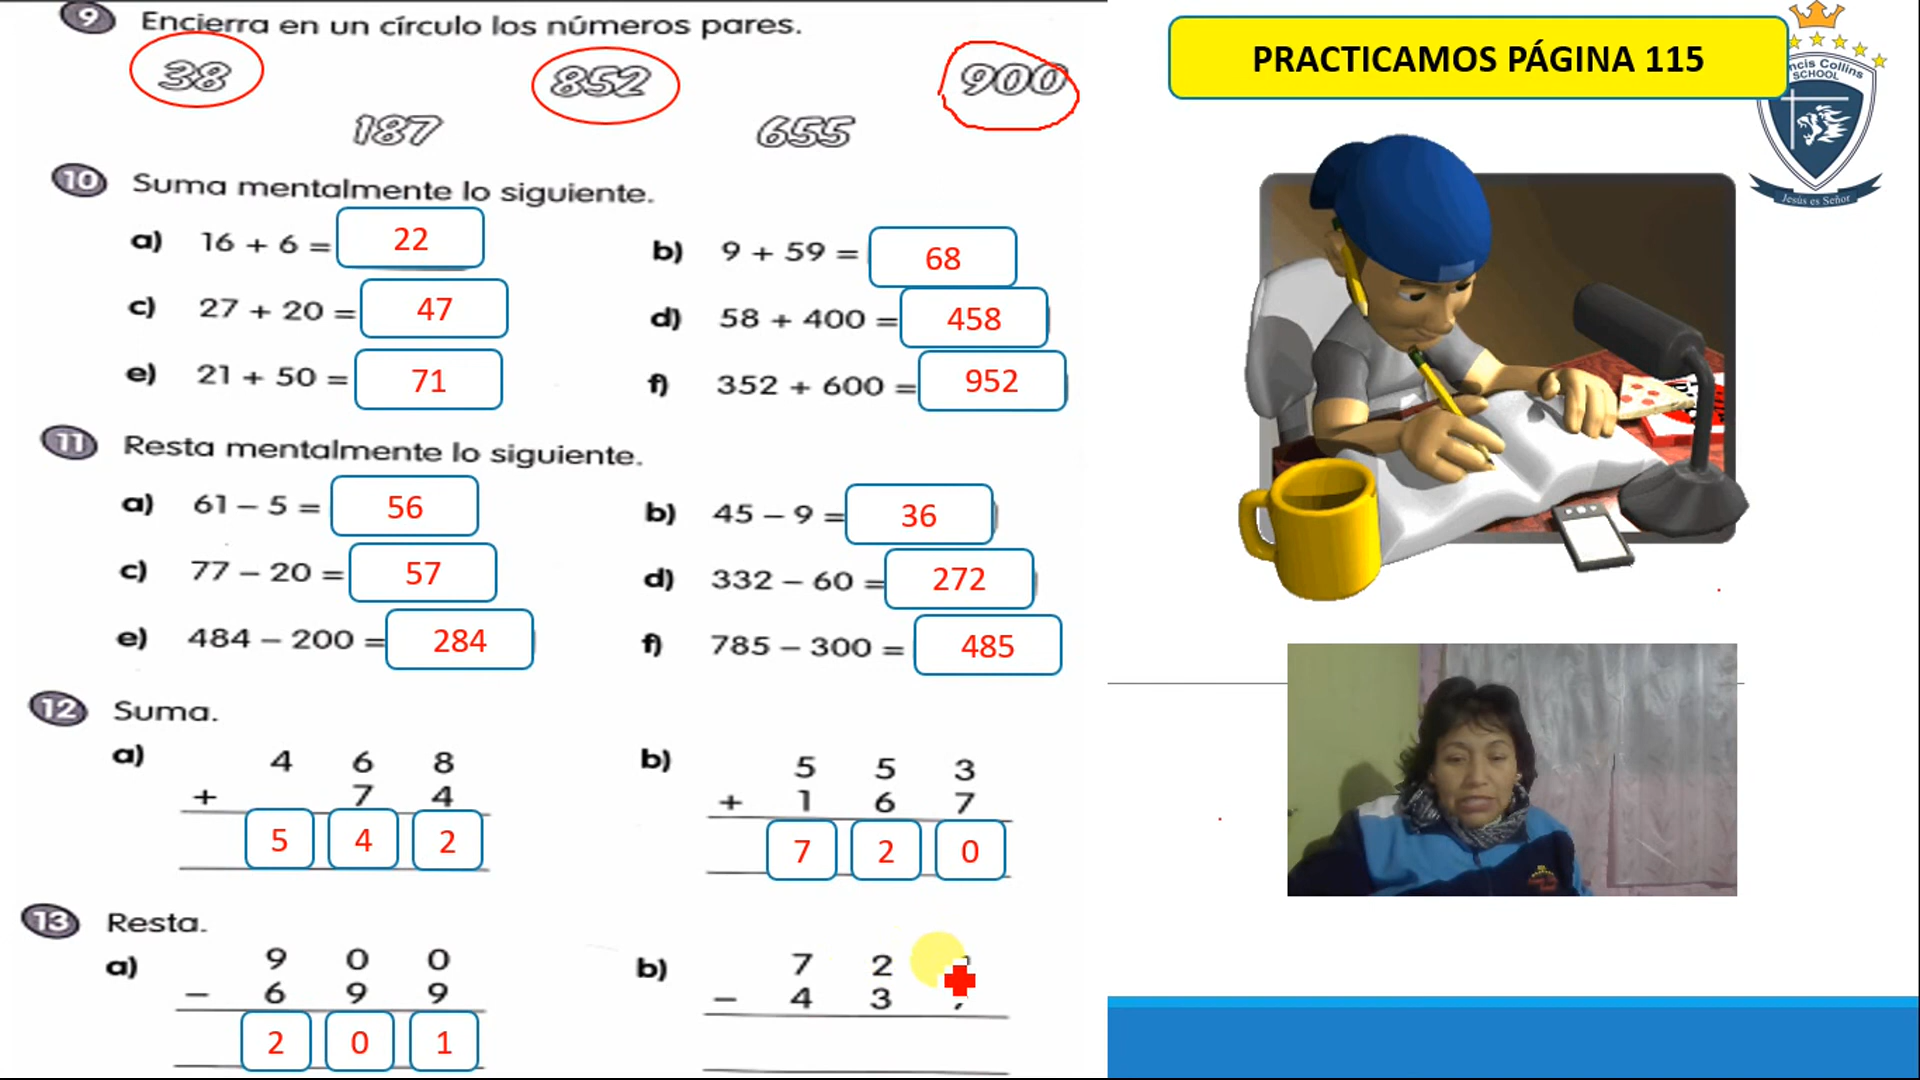 9 Encierra en un círculo los números pares.
38 852 900
187 655
10 Suma mentalmente lo siguiente.
a) 16 + 6 = 22
b) 9 + 59 = 68
c) 27 + 20 = 47
d) 58 + 400 = 458
e) 21 + 50 = 71
f) 352 + 600 = 952
11 Resta mentalmente lo siguiente.
a) 61 – 5 = 56
b) 45 – 9 = 36
c) 77 – 20 = 57
d) 332 – 60 = 272
e) 484 – 200 = 284
f) 785 – 300 = 485
12 Suma.
a) 4 6 8
+ 7 4
5 4 2
b) 5 5 3
+ 1 6 7
7 2 0
13 Resta.
a) 9 0 0
– 6 9 9
2 0 1
b) 7 2
– 4 3
PRACTICAMOS PÁGINA 115
Collins
SCHOOL
Jesús es Señor